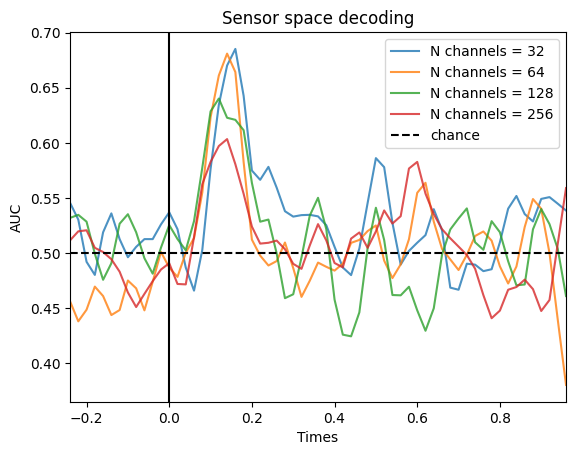 Sensor space decoding
AUC
0.70
0.65
0.60
0.55
0.50
0.45
0.40
N channels = 32
N channels = 64
N channels = 128
N channels = 256
chance
−0.2
0.0
0.2
0.4
0.6
0.8
Times